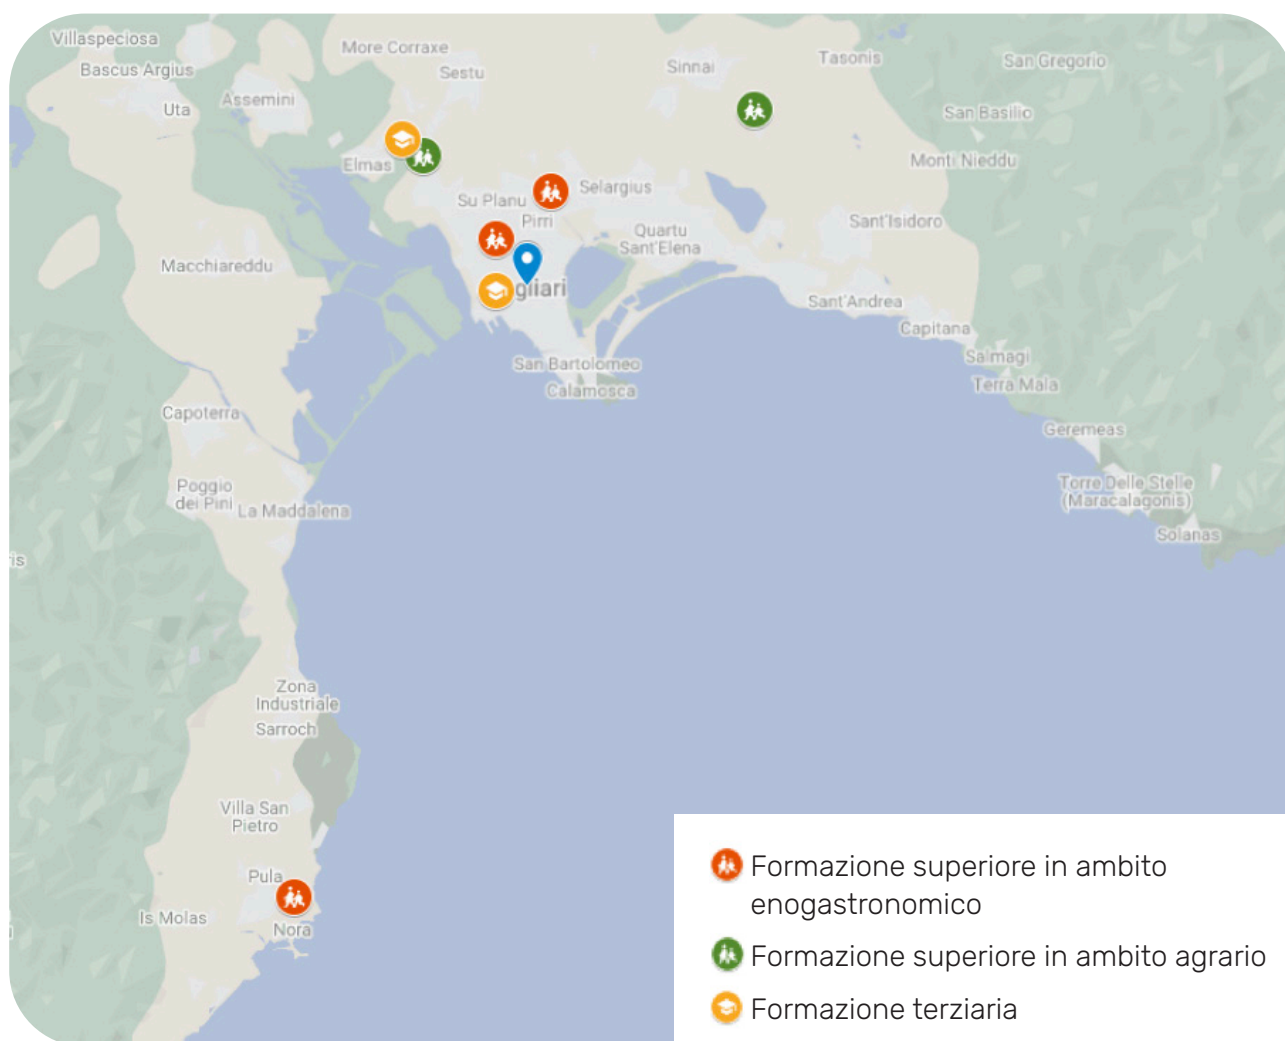 Villaspeciosa
More Corraxe
Tasonis
San Gregorio
Bascus Argius
Sestu
Sinnai
Uta
Assemini
San Basilio
Elmas
Monti Nieddu
Su Planu
Selargius
Pirri
Sant'Isidoro
Quartu
Sant'Elena
Macchiareddu
gliari
Sant'Andrea
Capitana
San Bartolomeo
Salmagi
Calamosca
Terra Mala
Capoterra
Geremeas
Poggio
dei Pini
La Maddalena
Torre Delle Stelle
(Maracalagonis)
Solanas
is
Zona
Industriale
Sarroch
Villa San
Pietro
Pula
Is Molas
Nora
Formazione superiore in ambito
enogastronomico
Formazione superiore in ambito agrario
Formazione terziaria